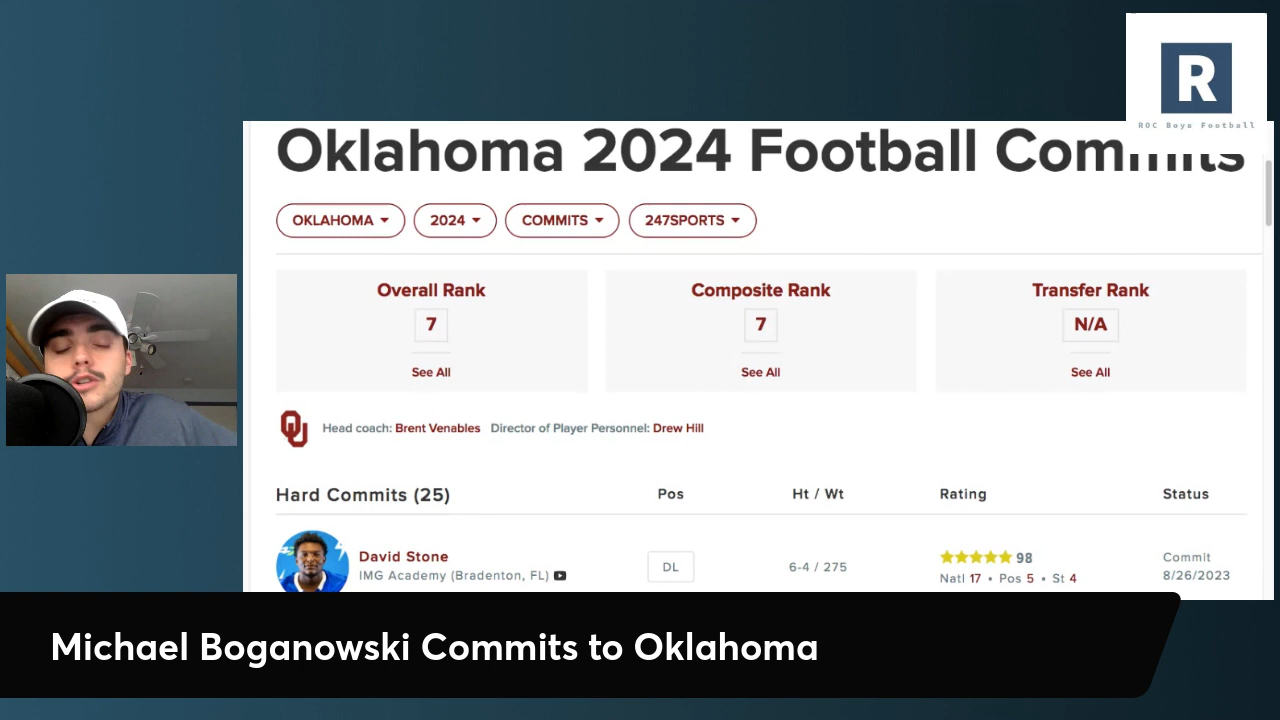 R
ROC Boys Football
Oklahoma 2024 Football Commits
OKLAHOMA 2024 COMMITS 247SPORTS
Overall Rank Composite Rank Transfer Rank
7 7 N/A
See All See All See All
OU Head coach: Brent Venables Director of Player Personnel: Drew Hill
Hard Commits (25) Pos Ht / Wt Rating Status
David Stone
IMG Academy (Bradenton, FL)
DL
6-4 / 275
98
Natl 17 • Pos 5 • St 4
Commit
8/26/2023
Michael Boganowski Commits to Oklahoma